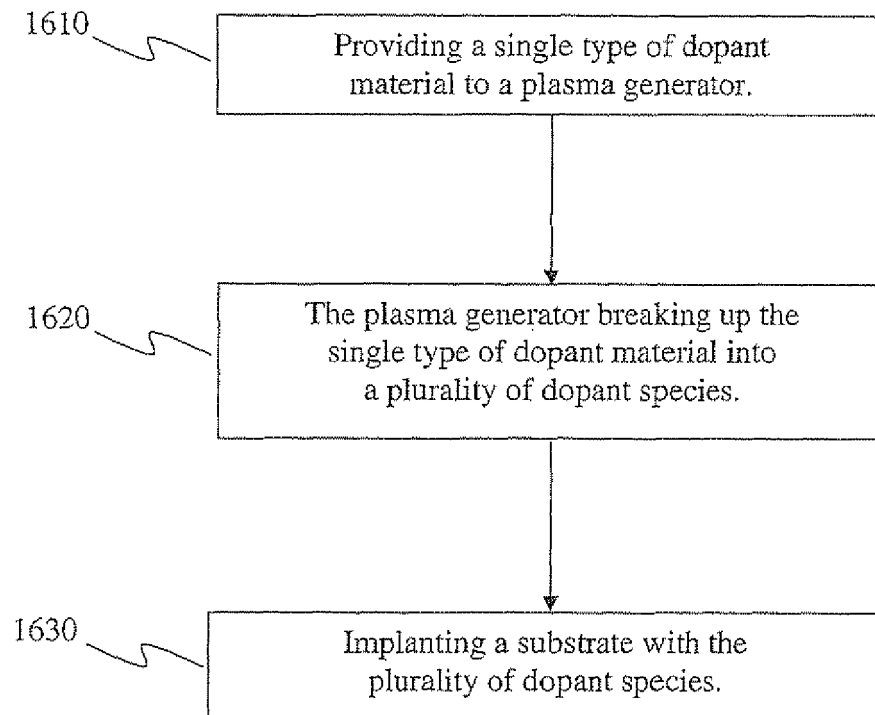 1610
Providing a single type of dopant
material to a plasma generator.
1620
The plasma generator breaking up the
single type of dopant material into
a plurality of dopant species.
1630
Implanting a substrate with the
plurality of dopant species.